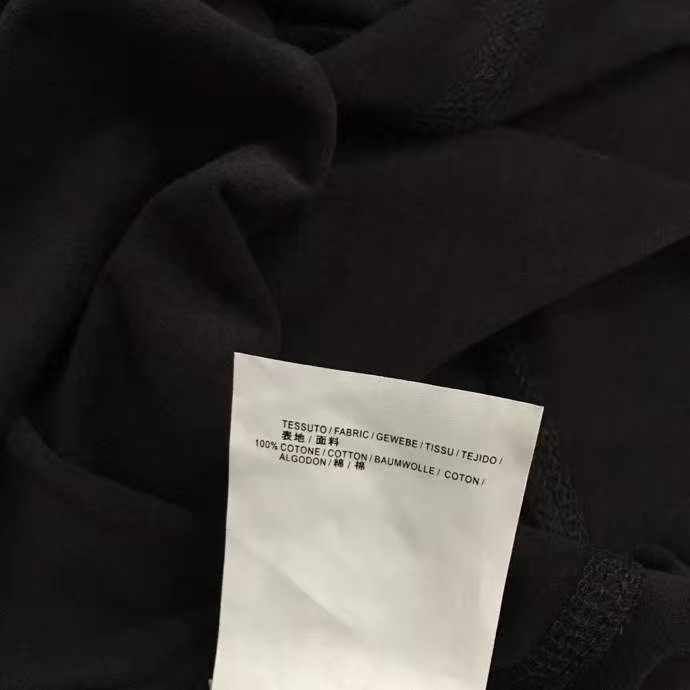 TESSUTO / FABRIC / GEWEBE / TISSU / TEJIDO /
表地 / 面料
100% COTONE / COTTON / BAUMWOLLE / COTON /
ALGODON / 綿 / 棉